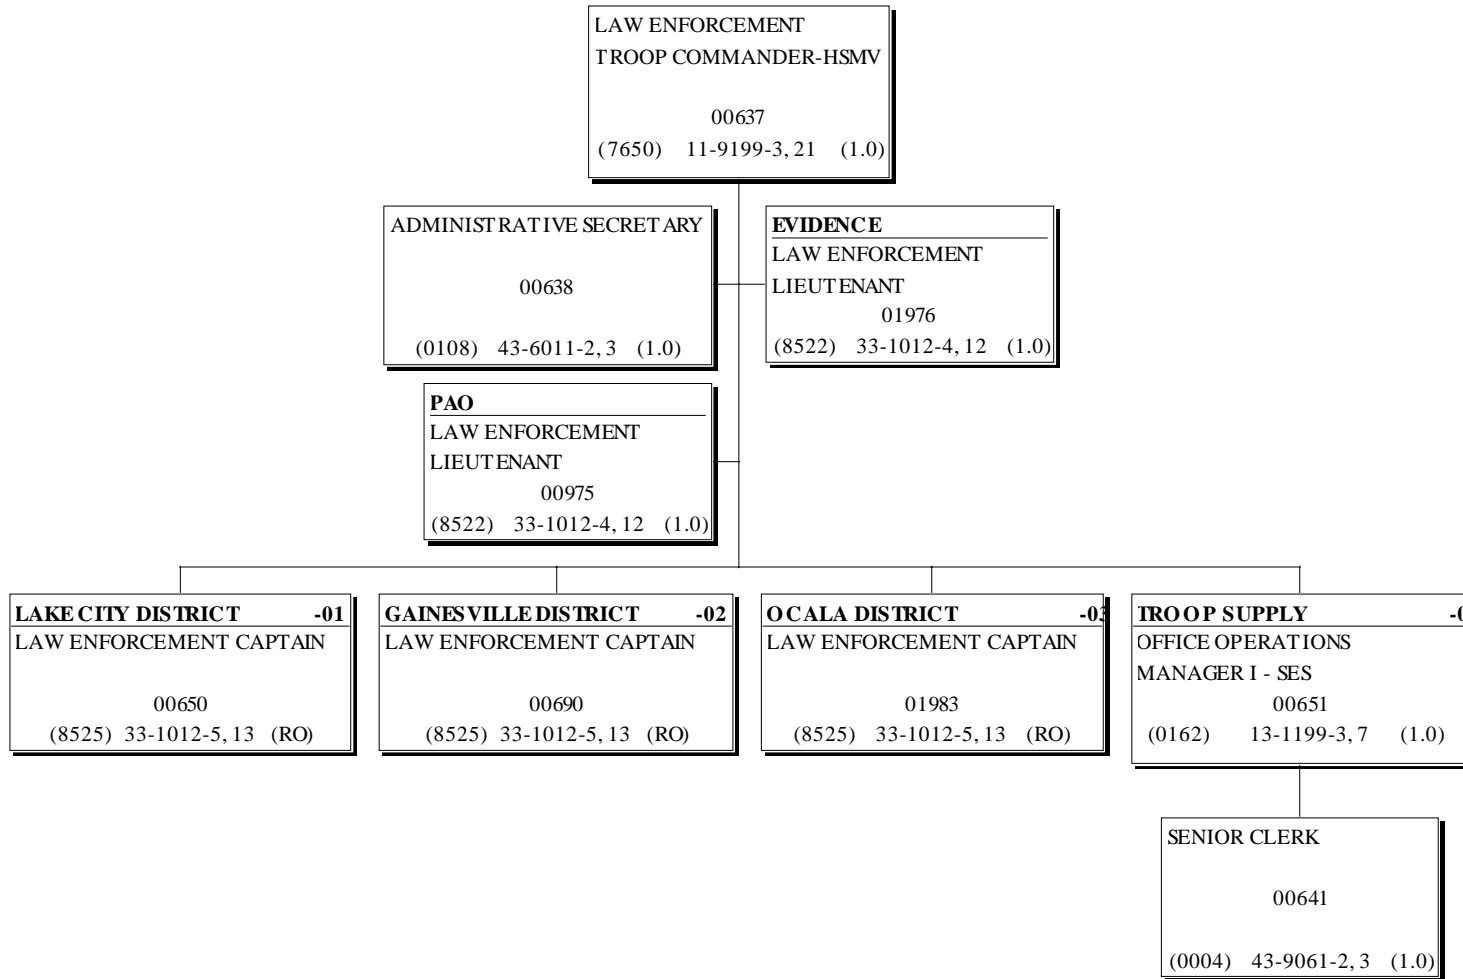 LAW ENFORCEMENT
TROOP COMMANDER-HSMV
00637
(7650) 11-9199-3, 21 (1.0)
ADMINISTRATIVE SECRETARY
00638
(0108) 43-6011-2, 3 (1.0)
EVIDENCE
LAW ENFORCEMENT
LIEUTENANT
01976
(8522) 33-1012-4, 12 (1.0)
PAO
LAW ENFORCEMENT
LIEUTENANT
00975
(8522) 33-1012-4, 12 (1.0)
LAKE CITY DISTRICT -01
LAW ENFORCEMENT CAPTAIN
00650
(8525) 33-1012-5, 13 (RO)
GAINESVILLE DISTRICT -02
LAW ENFORCEMENT CAPTAIN
00690
(8525) 33-1012-5, 13 (RO)
OCALA DISTRICT -03
LAW ENFORCEMENT CAPTAIN
01983
(8525) 33-1012-5, 13 (RO)
TROOP SUPPLY
OFFICE OPERATIONS
MANAGER I - SES
00651
(0162) 13-1199-3, 7 (1.0)
SENIOR CLERK
00641
(0004) 43-9061-2, 3 (1.0)